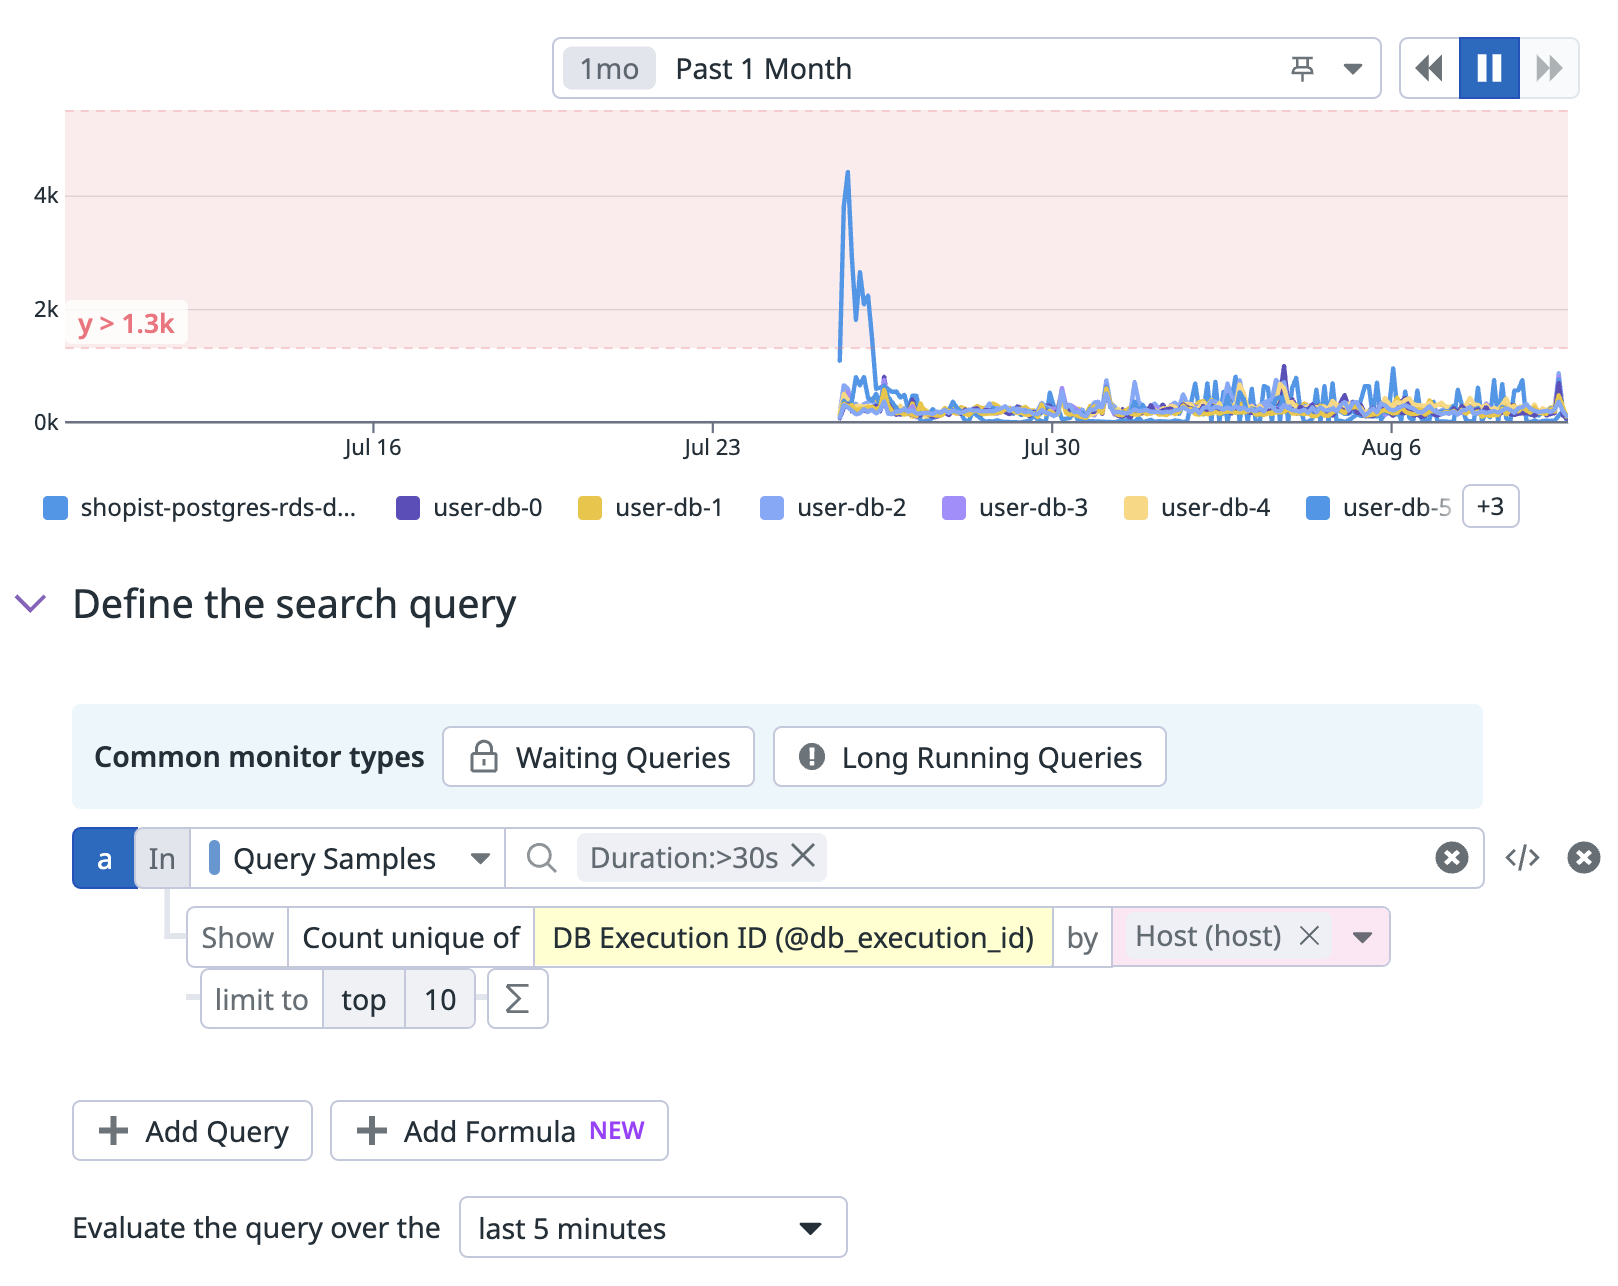 1mo Past 1 Month
4k
2k
y > 1.3k
0k
Jul 16 Jul 23 Jul 30 Aug 6
shopist-postgres-rds-d... user-db-0 user-db-1 user-db-2 user-db-3 user-db-4 user-db-5 +3
Define the search query
Common monitor types Waiting Queries Long Running Queries
a In Query Samples Duration:>30s
Show Count unique of DB Execution ID (@db_execution_id) by Host (host)
limit to top 10 Σ
Add Query Add Formula NEW
Evaluate the query over the last 5 minutes